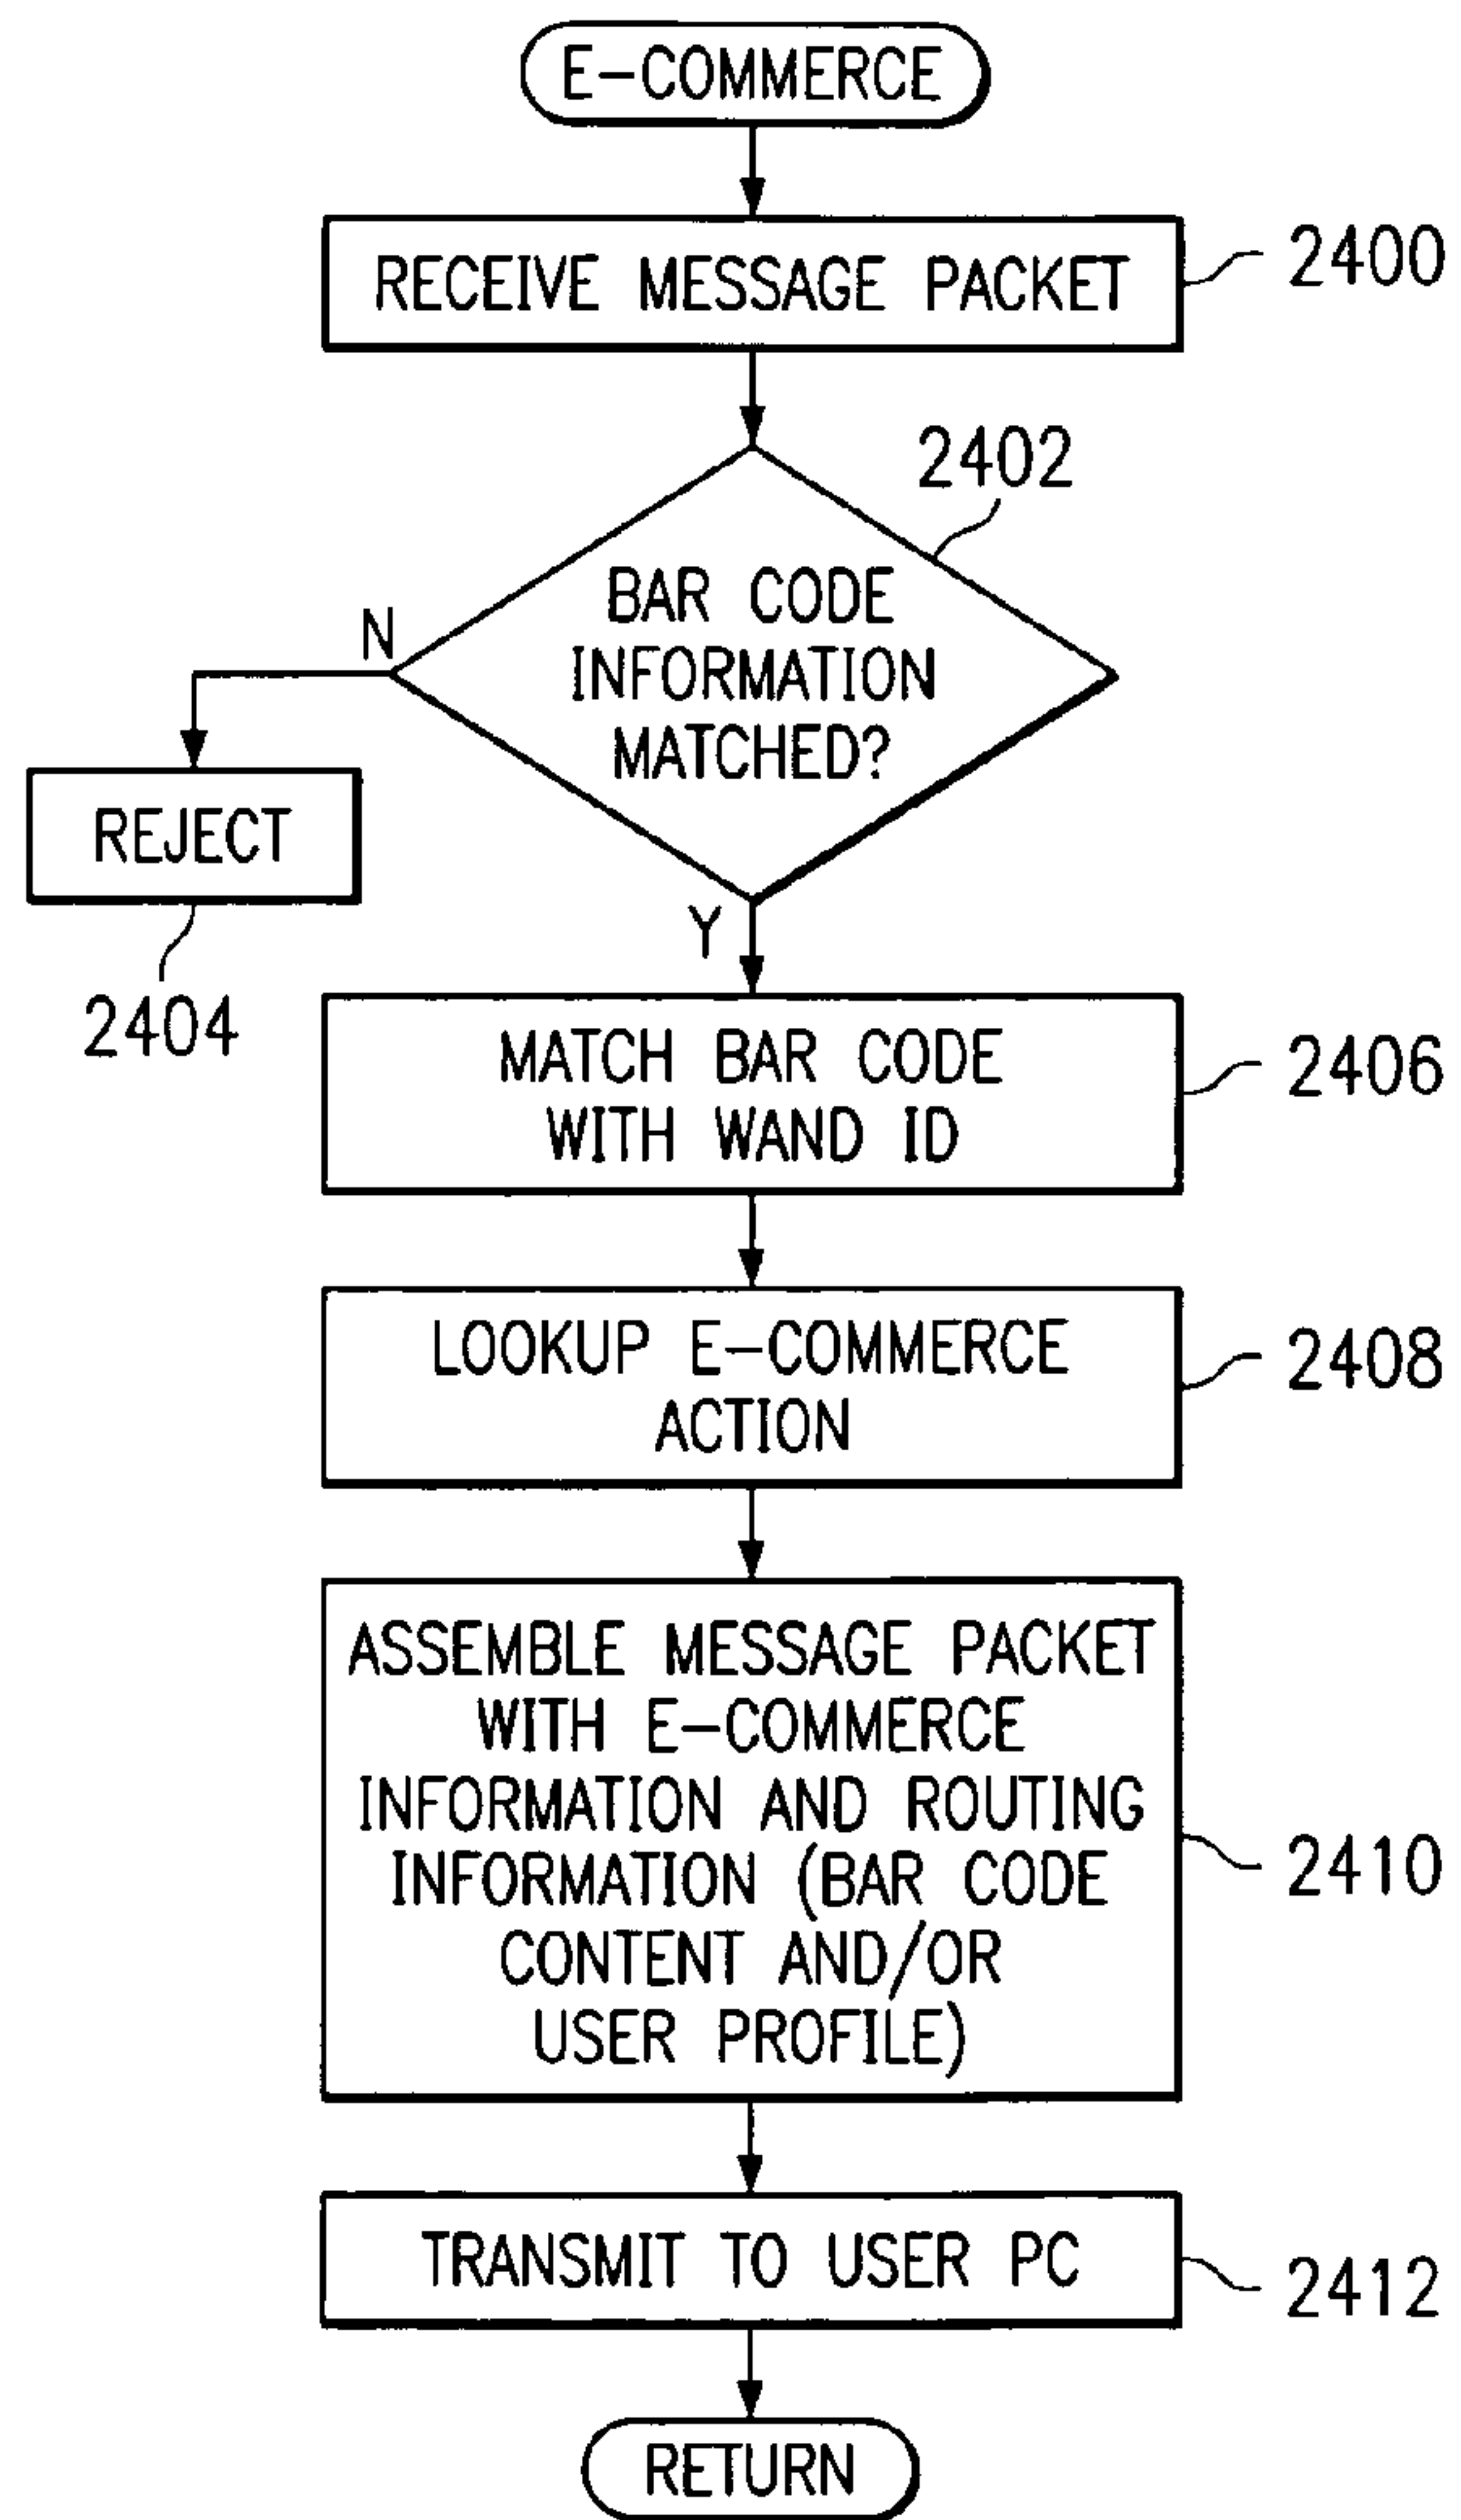 E-COMMERCE
RECEIVE MESSAGE PACKET
2400
2402
BAR CODE
INFORMATION
MATCHED?
N
REJECT
2404
Y
MATCH BAR CODE
WITH WAND ID
2406
LOOKUP E-COMMERCE
ACTION
2408
ASSEMBLE MESSAGE PACKET
WITH E-COMMERCE
INFORMATION AND ROUTING
INFORMATION (BAR CODE
CONTENT AND/OR
USER PROFILE)
2410
TRANSMIT TO USER PC
2412
RETURN